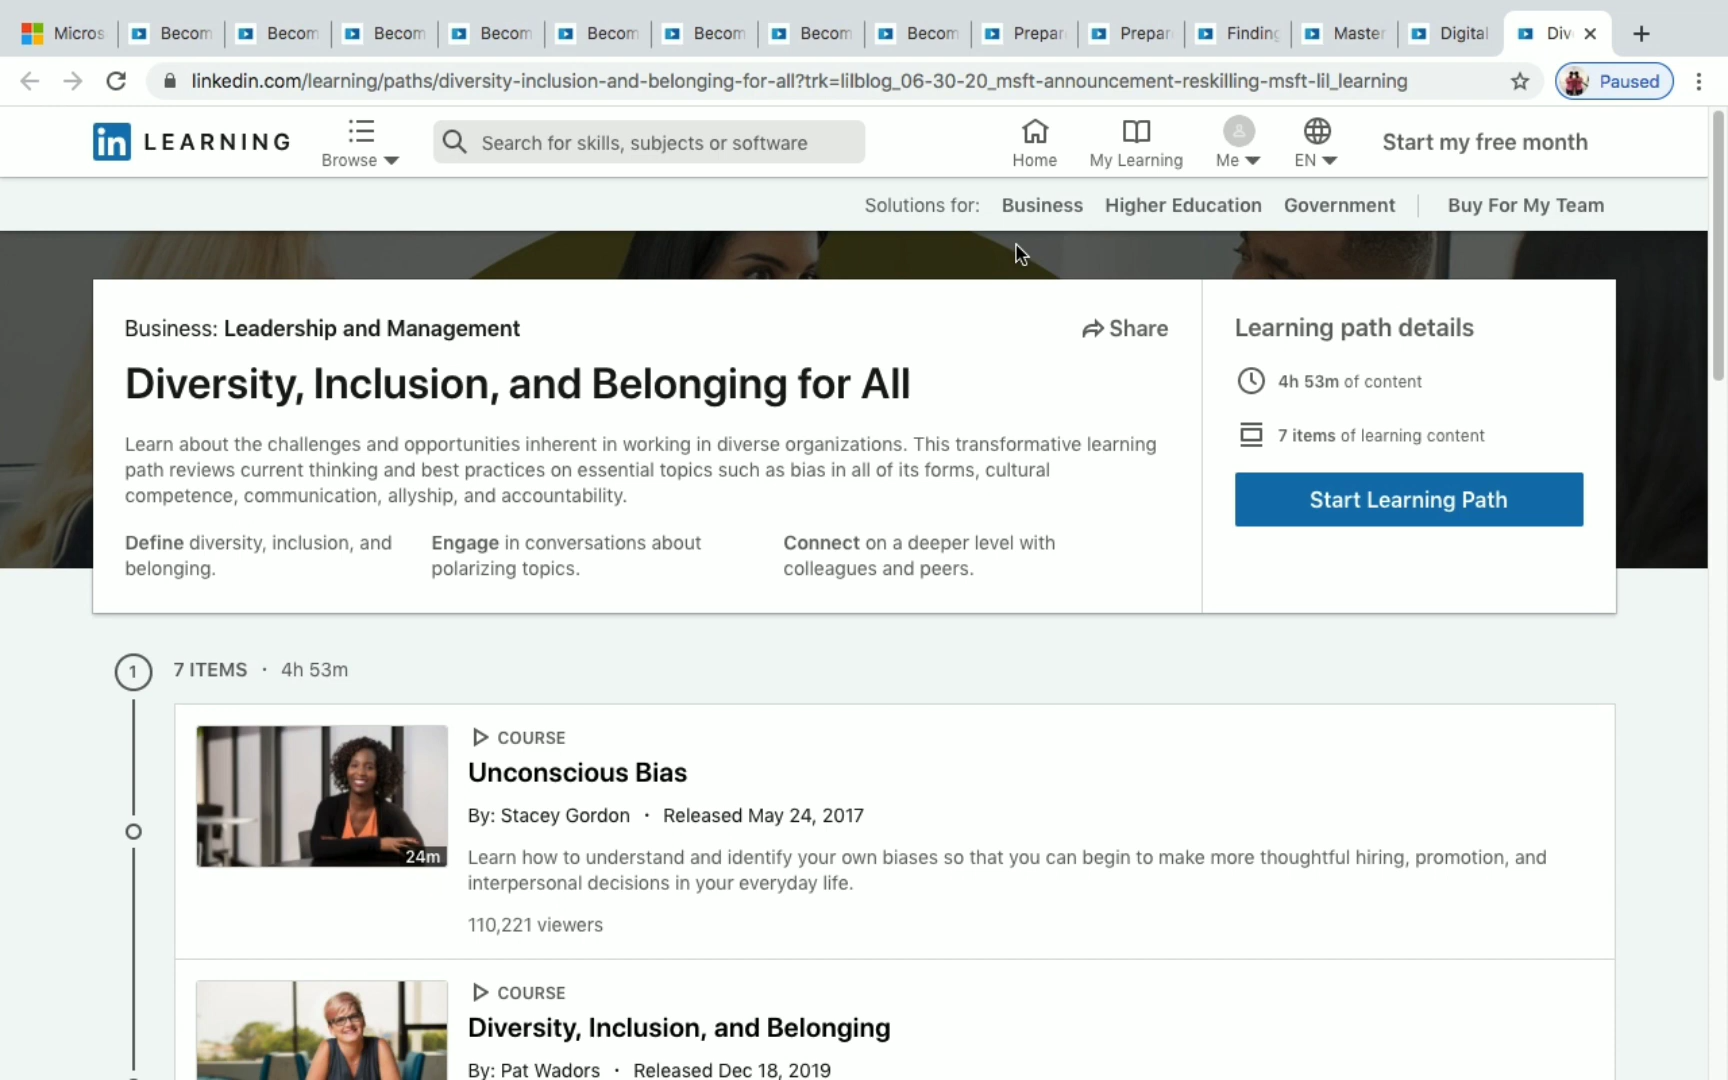 Micros
Becom
Becom
Becom
Becom
Becom
Becom
Becom
Becom
Prepar
Prepar
Finding
Master
Digital
Div
linkedin.com/learning/paths/diversity-inclusion-and-belonging-for-all?trk=lilblog_06-30-20_msft-announcement-reskilling-msft-lil_learning
Paused
in LEARNING
Browse
Search for skills, subjects or software
Home
My Learning
Me
EN
Start my free month
Solutions for: Business Higher Education Government Buy For My Team
Business: Leadership and Management
Share
Diversity, Inclusion, and Belonging for All
Learn about the challenges and opportunities inherent in working in diverse organizations. This transformative learning
path reviews current thinking and best practices on essential topics such as bias in all of its forms, cultural
competence, communication, allyship, and accountability.
Define diversity, inclusion, and
belonging.
Engage in conversations about
polarizing topics.
Connect on a deeper level with
colleagues and peers.
Learning path details
4h 53m of content
7 items of learning content
Start Learning Path
1
7 ITEMS · 4h 53m
24m
COURSE
Unconscious Bias
By: Stacey Gordon · Released May 24, 2017
Learn how to understand and identify your own biases so that you can begin to make more thoughtful hiring, promotion, and
interpersonal decisions in your everyday life.
110,221 viewers
COURSE
Diversity, Inclusion, and Belonging
By: Pat Wadors · Released Dec 18, 2019